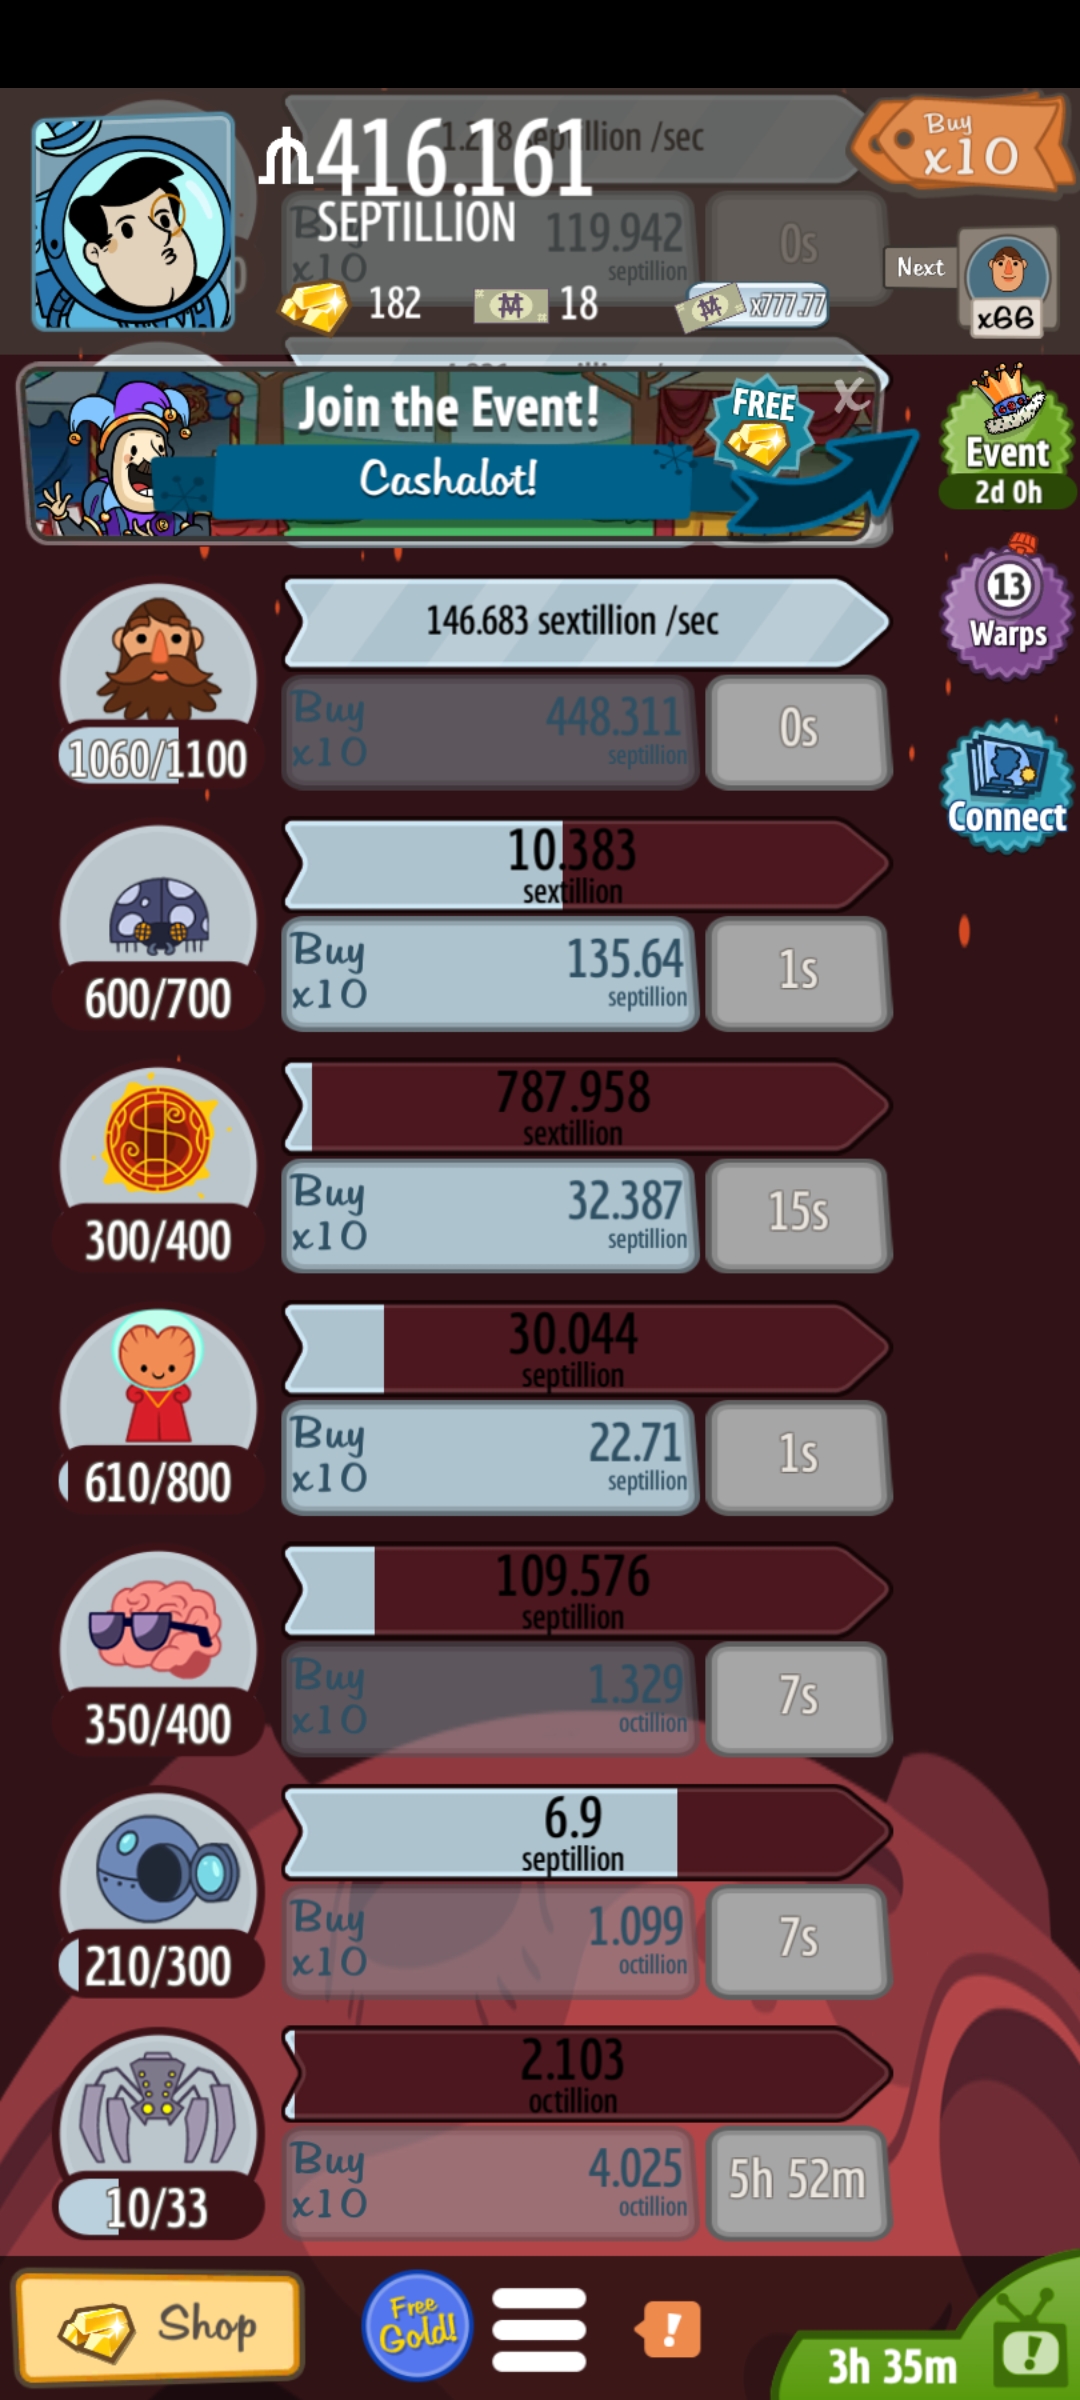 416.161
SEPTILLION
Buy
x10
septillion /sec
Buy
x10
119.942
septillion
0s
182
18
x777.77
Next
x66
Join the Event!
FREE
X
Cashalot!
Event
2d 0h
13
Warps
Connect
146.683 sextillion /sec
1060/1100
Buy
x10
448.311
septillion
0s
10.383
sextillion
600/700
Buy
x10
135.64
septillion
1s
787.958
sextillion
300/400
Buy
x10
32.387
septillion
15s
30.044
septillion
610/800
Buy
x10
22.71
septillion
1s
109.576
septillion
350/400
Buy
x10
1.329
octillion
7s
6.9
septillion
210/300
Buy
x10
1.099
octillion
7s
2.103
octillion
10/33
Buy
x10
4.025
octillion
5h 52m
Shop
Free
Gold!
!
3h 35m
!